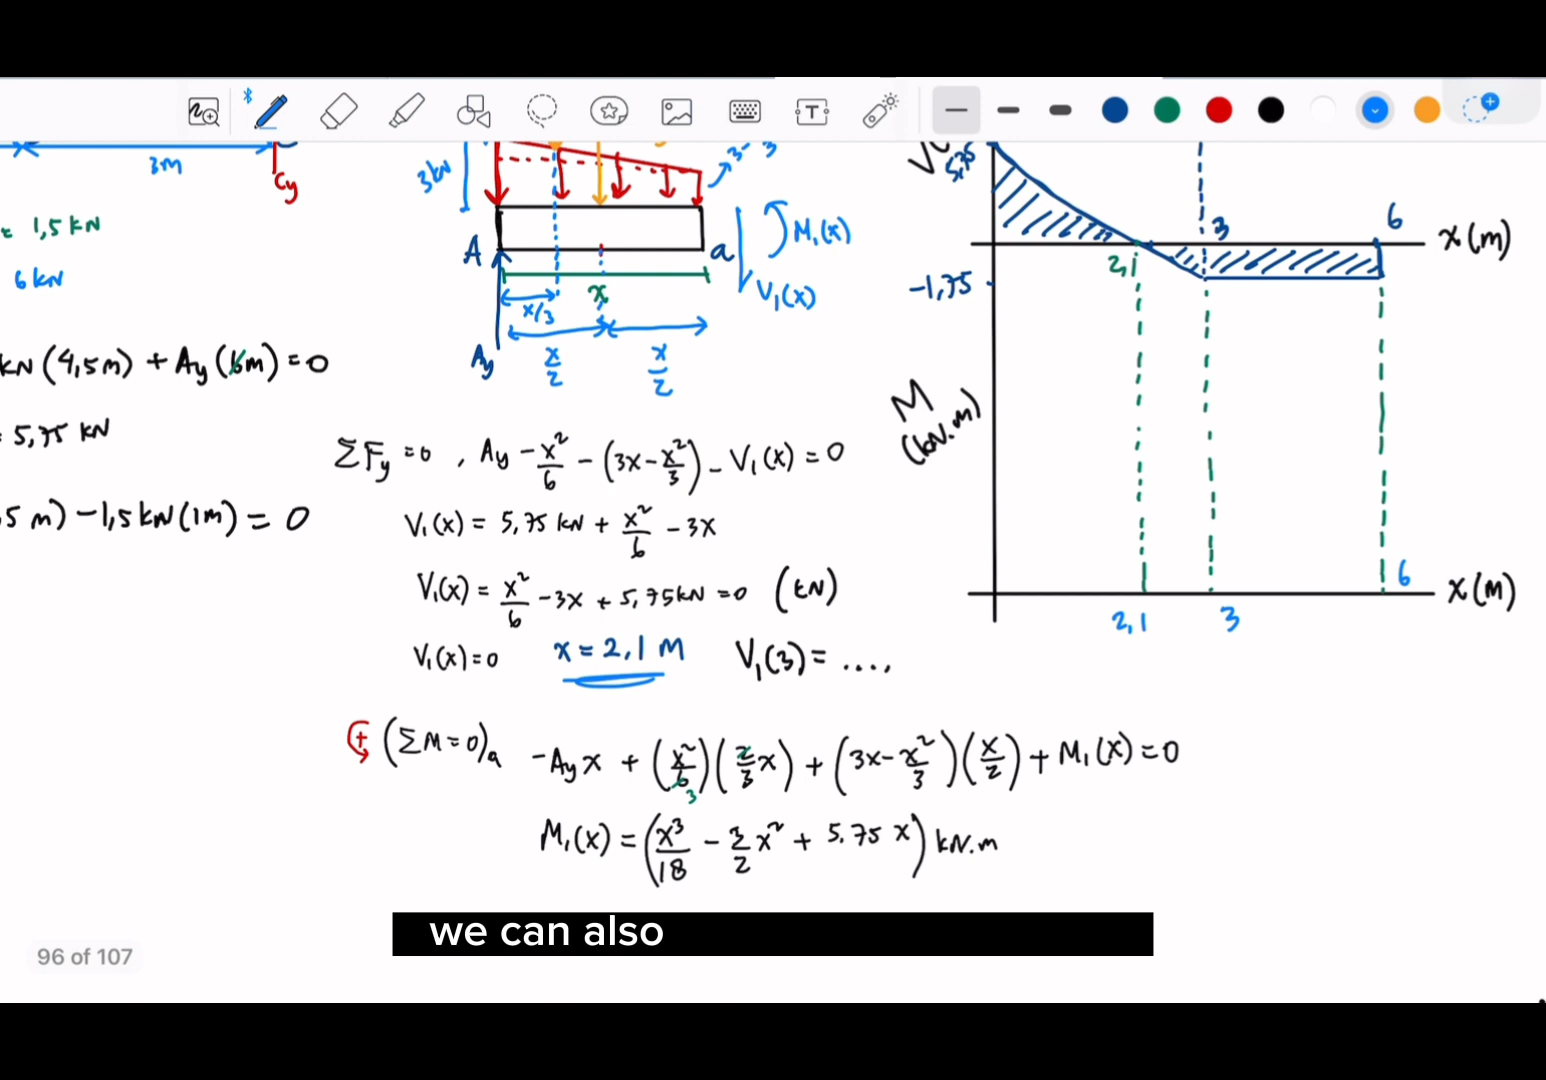 3m
Cy
= 1,5 kN
6 kN
kN (4,5m) + Ay (6m) = 0
= 5,75 kN
,5 m) - 1,5 kN (1m) = 0
3kN
A
a
M₁(x)
V₁(x)
x
x/3
x/2
x/2
Ay
ΣFy = 0 , Ay - x²/6 - (3x - x²/3) - V₁(x) = 0
V₁(x) = 5,75 kN + x²/6 - 3x
V₁(x) = x²/6 - 3x + 5,75kN = 0 (kN)
V₁(x) = 0 x = 2,1 m V₁(3) = ....,
+ (ΣM = 0)a - Ay x + (x²/6 3)(2/3 x) + (3x - x²/3)(x/2) + M₁(x) = 0
M₁(x) = (x³/18 - 3/2 x² + 5.75 x) kN.m
5,75
3
6
x(m)
2,1
-1,75
M
(kN.m)
6
x(m)
2,1
3
T
we can also
96 of 107